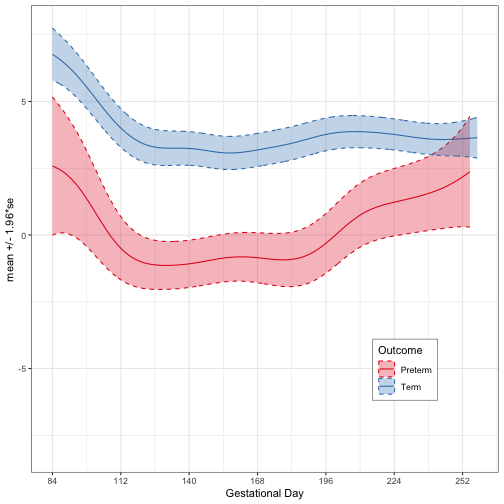 5
0
-5
mean +/- 1.96*se
84 112 140 168 196 224 252
Gestational Day
Outcome
Preterm
Term